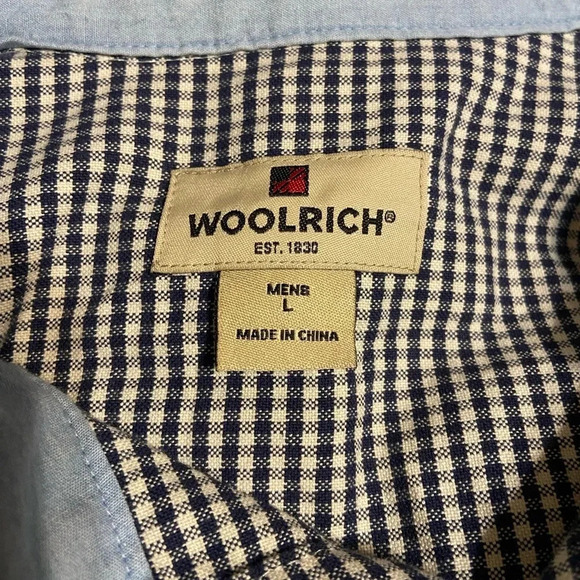 WOOLRICH®
EST. 1830
MENS
L
MADE IN CHINA